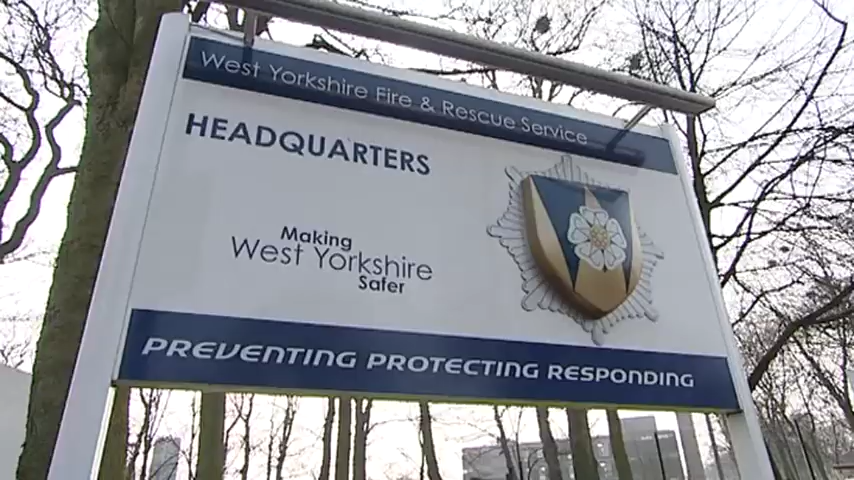 West Yorkshire Fire & Rescue Service
HEADQUARTERS
Making
West Yorkshire
Safer
PREVENTING PROTECTING RESPONDING